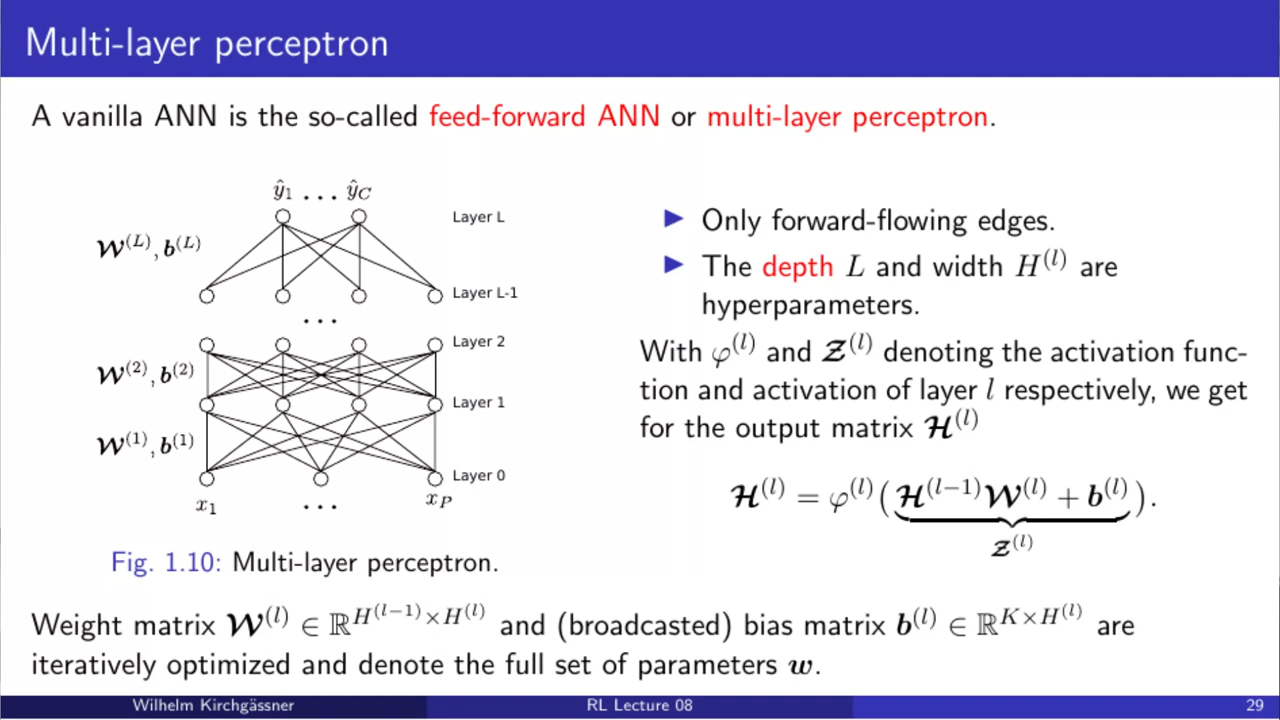 Multi-layer perceptron
A vanilla ANN is the so-called feed-forward ANN or multi-layer perceptron.
ŷ₁ . . . ŷ_C
Layer L
𝓦^(L), b^(L)
Layer L-1
. . .
Layer 2
𝓦^(2), b^(2)
Layer 1
𝓦^(1), b^(1)
Layer 0
x₁ . . . x_P
Fig. 1.10: Multi-layer perceptron.
▶ Only forward-flowing edges.
▶ The depth L and width H^(l) are
hyperparameters.
With φ^(l) and 𝓩^(l) denoting the activation func-
tion and activation of layer l respectively, we get
for the output matrix 𝓗^(l)
𝓗^(l) = φ^(l)(𝓗^(l−1)𝓦^(l) + b^(l)).
𝓩^(l)
Weight matrix 𝓦^(l) ∈ ℝ^(H^(l−1)×H^(l)) and (broadcasted) bias matrix b^(l) ∈ ℝ^(K×H^(l)) are
iteratively optimized and denote the full set of parameters w.
Wilhelm Kirchgässner
RL Lecture 08
29